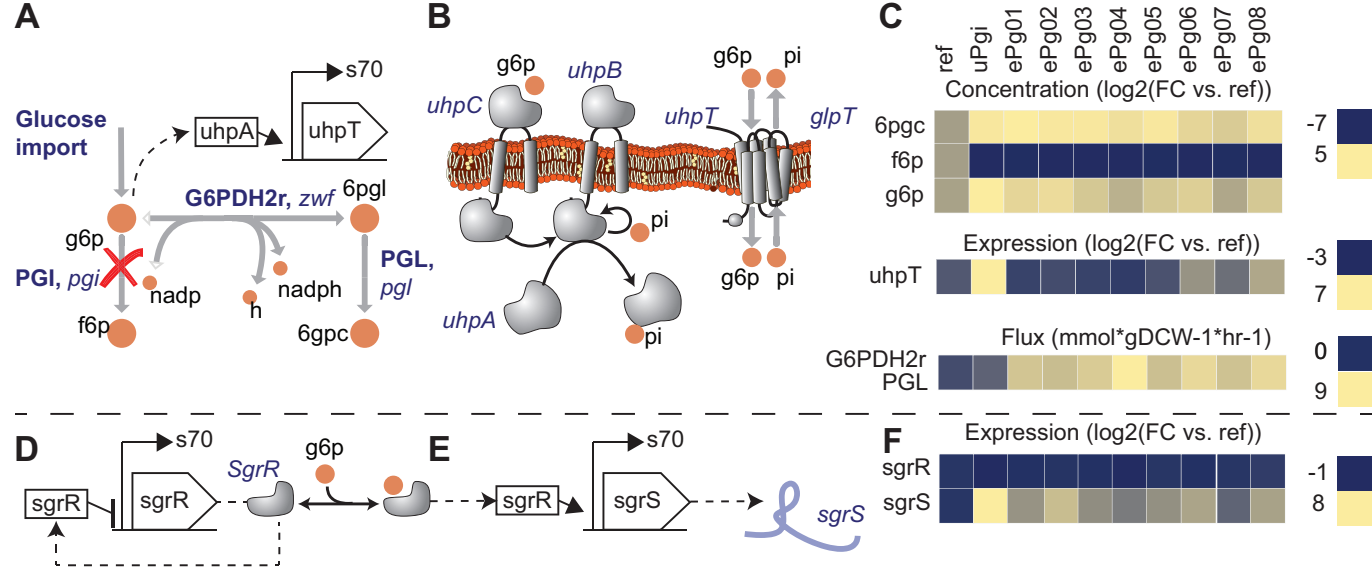 A
s70
uhpA
uhpT
Glucose
import
G6PDH2r, zwf
6pgl
g6p
PGI, pgi
nadp
h
nadph
PGL,
pgl
f6p
6gpc
B
g6p
uhpB
uhpC
pi
uhpA
pi
g6p
pi
uhpT
glpT
g6p
pi
C
ref
uPgi
ePg01
ePg02
ePg03
ePg04
ePg05
ePg06
ePg07
ePg08
Concentration (log2(FC vs. ref))
6pgc
f6p
g6p
-7
5
Expression (log2(FC vs. ref))
uhpT
-3
7
Flux (mmol*gDCW-1*hr-1)
G6PDH2r
PGL
0
9
D
s70
sgrR
sgrR
SgrR
g6p
E
s70
sgrR
sgrS
sgrS
F
Expression (log2(FC vs. ref))
sgrR
sgrS
-1
8